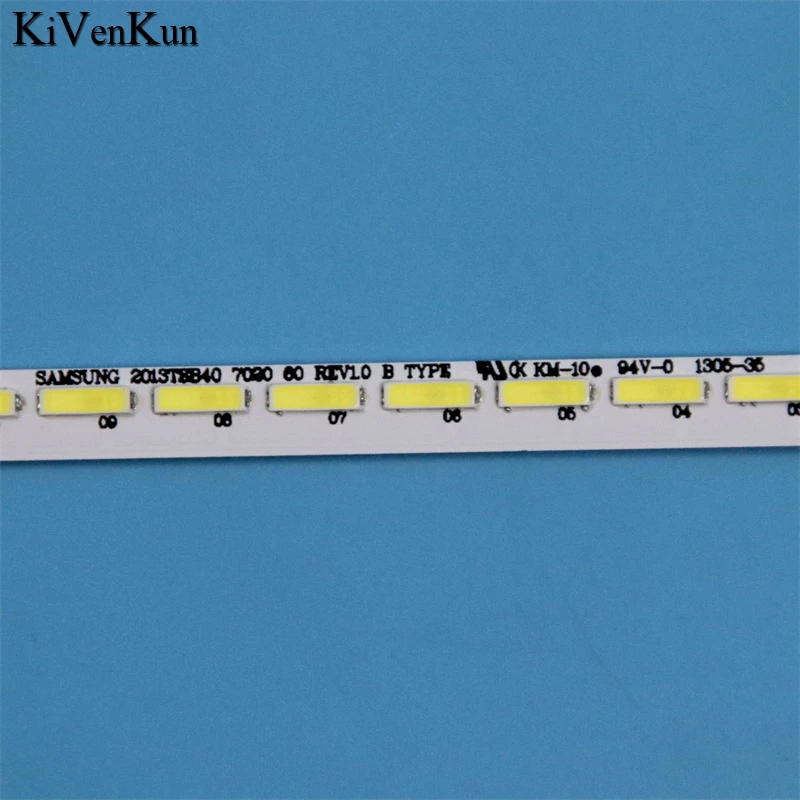 KiVenKun
SAMSUNG 2013TSB40 7020 60 REV1.0 B TYPE KM-10 94V-0 1305-35
09 08 07 06 05 04 03